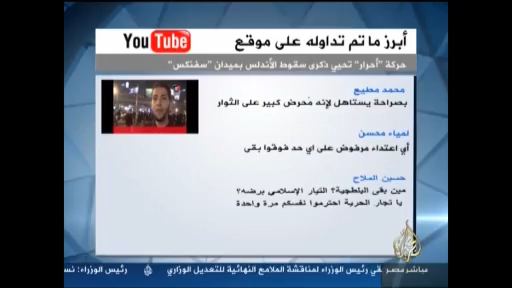 أبرز ما تم تداوله على موقع YouTube
حركة "أحرار" تحيي ذكرى سقوط الأندلس بميدان "سفنكس"
محمد مطيع
بصراحة يستاهل لإنه مُحرض كبير على الثوار
لمياء محسن
أي اعتداء مرفوض على اي حد فوقوا بقى
حسين الملاح
مين بقى البلطجية؟ التيار الإسلامي برضه؟
يا تجار الحرية احترموا نفسكم مرة واحدة
الجزيرة
مباشر مصر
رئيس الوزراء لمناقشة الملامح النهائية للتعديل الوزاري
رئيس الوزراء: